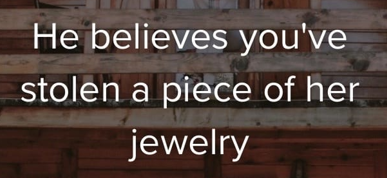 He believes you've
stolen a piece of her
jewelry